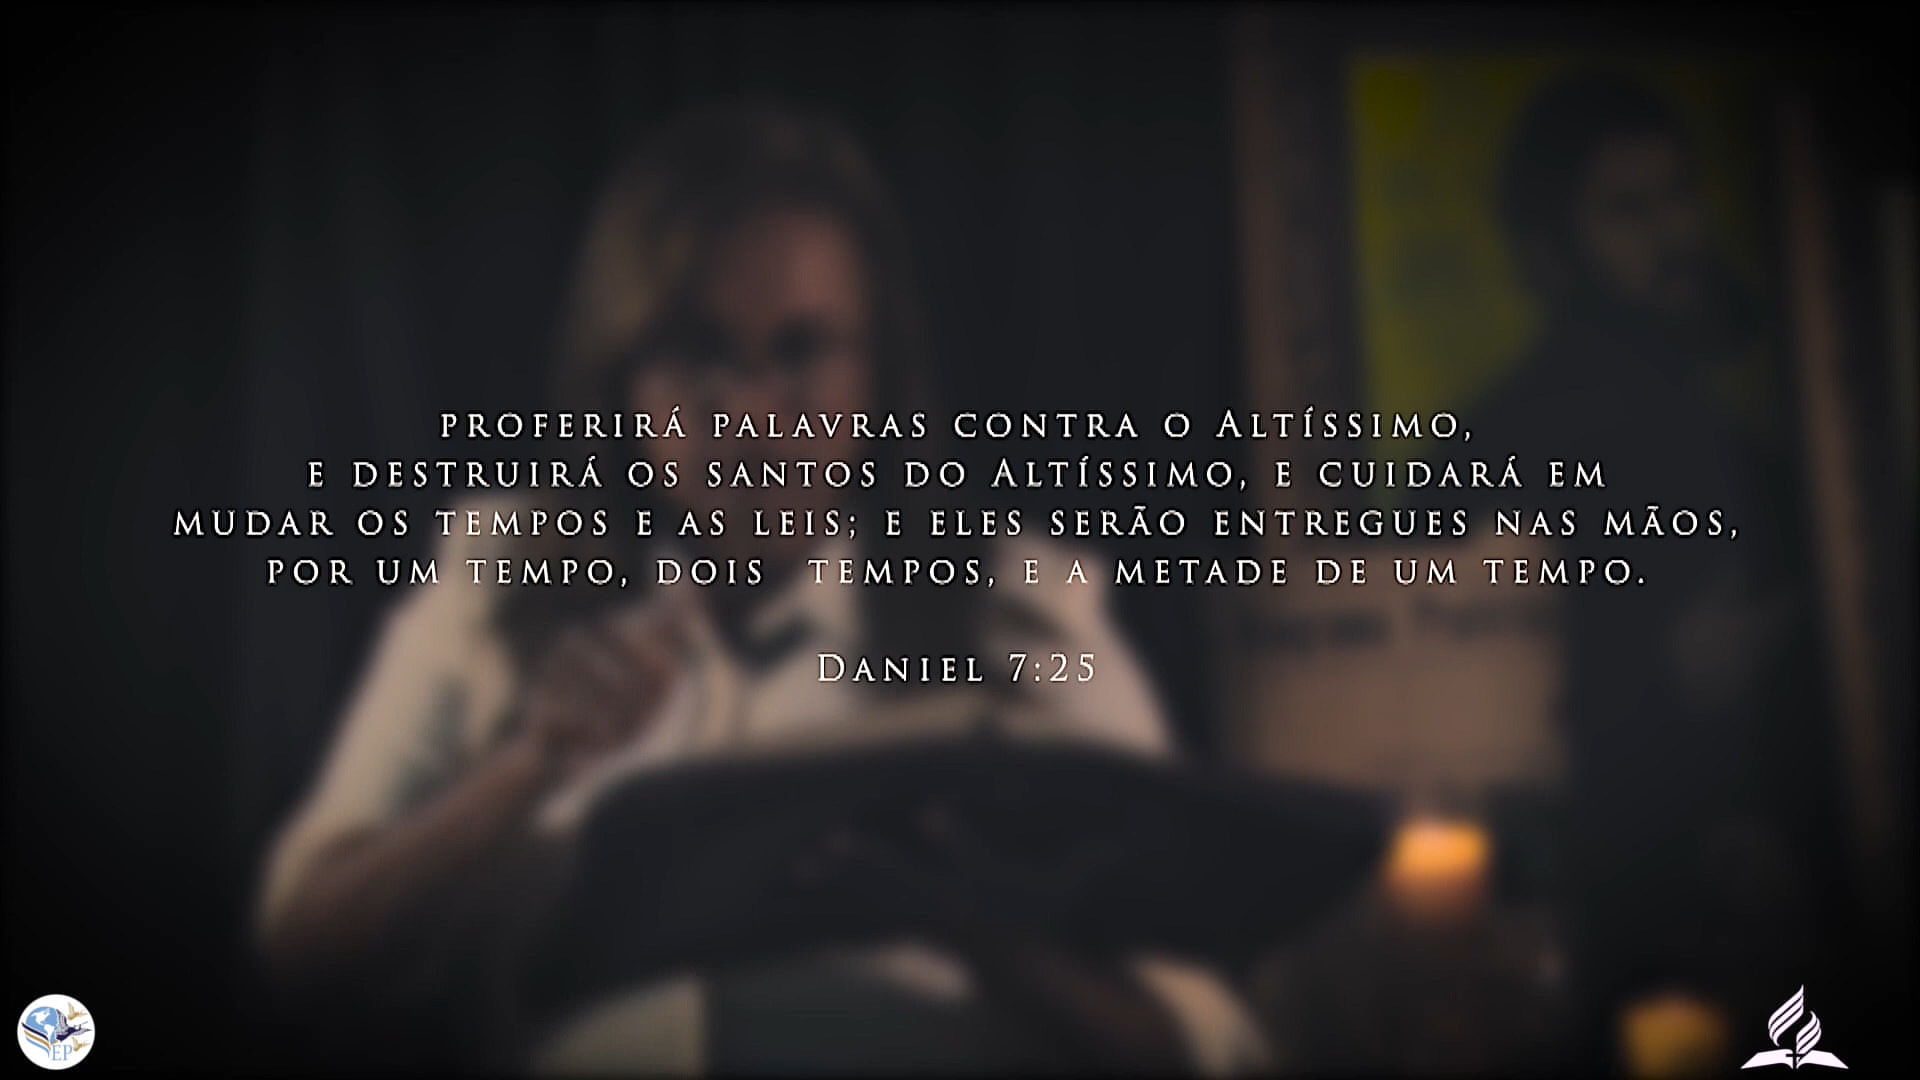 PROFERIRÁ PALAVRAS CONTRA O ALTÍSSIMO,
E DESTRUIRÁ OS SANTOS DO ALTÍSSIMO, E CUIDARÁ EM
MUDAR OS TEMPOS E AS LEIS; E ELES SERÃO ENTREGUES NAS MÃOS,
POR UM TEMPO, DOIS TEMPOS, E A METADE DE UM TEMPO.
DANIEL 7:25
EP